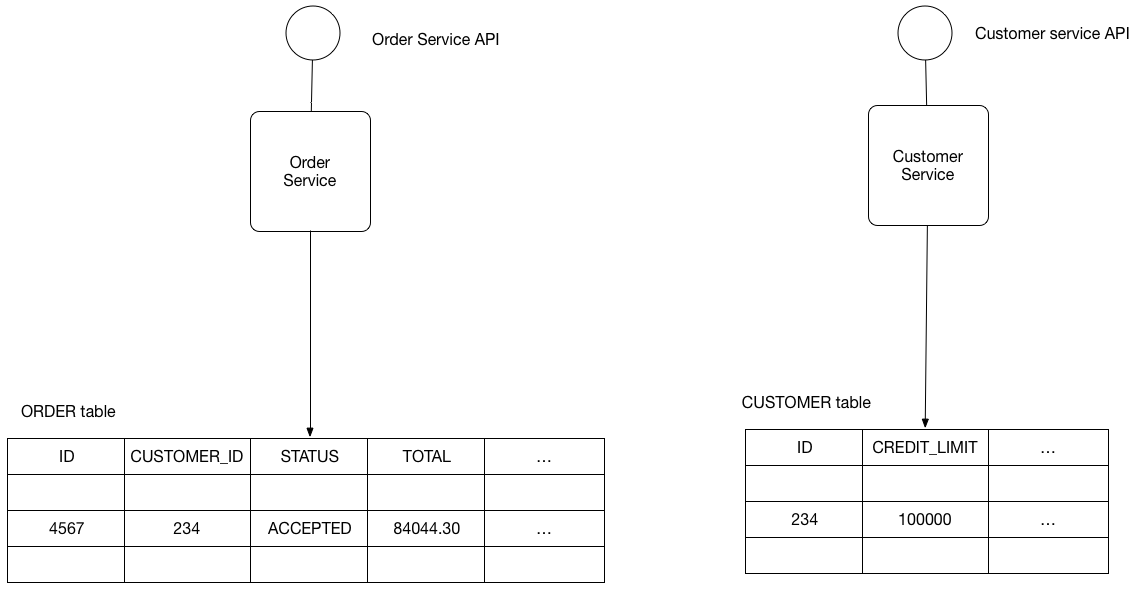 Order Service API
Customer service API
Order
Service
Customer
Service
ORDER table
ID CUSTOMER_ID STATUS TOTAL ...
4567 234 ACCEPTED 84044.30 ...
CUSTOMER table
ID CREDIT_LIMIT ...
234 100000 ...